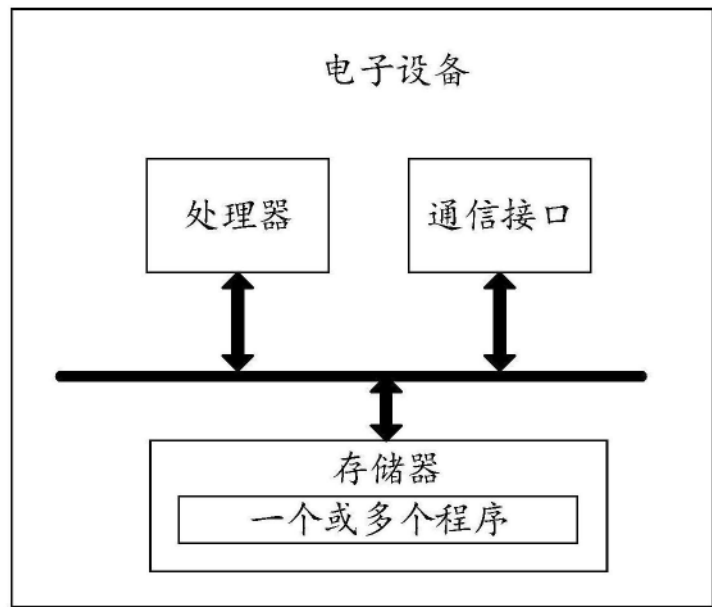 电子设备
处理器
通信接口
存储器
一个或多个程序